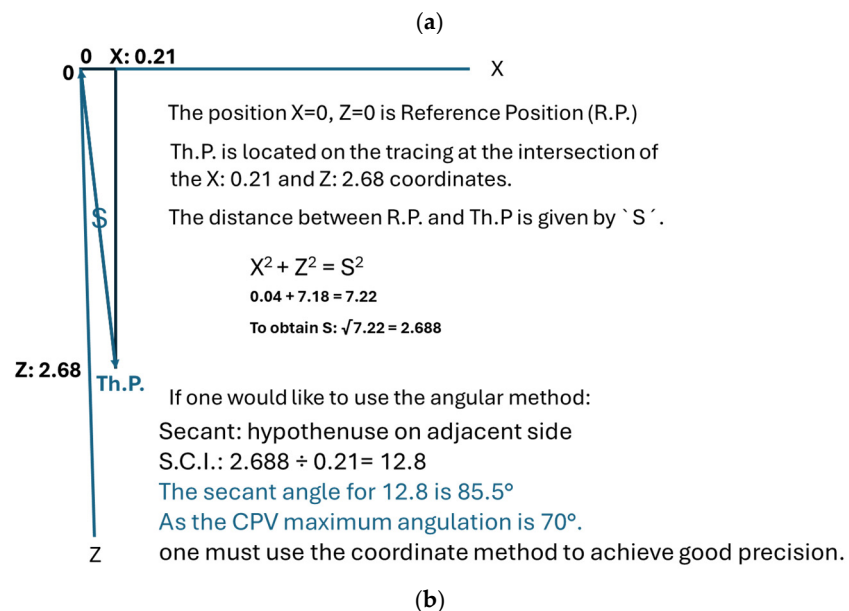 (a)
0 X: 0.21
0
X
The position X=0, Z=0 is Reference Position (R.P.)
Th.P. is located on the tracing at the intersection of
the X: 0.21 and Z: 2.68 coordinates.
S
The distance between R.P. and Th.P is given by `S´.
X² + Z² = S²
0.04 + 7.18 = 7.22
To obtain S: √7.22 = 2.688
Z: 2.68
Th.P.
If one would like to use the angular method:
Secant: hypothenuse on adjacent side
S.C.I.: 2.688 ÷ 0.21= 12.8
The secant angle for 12.8 is 85.5°
As the CPV maximum angulation is 70°.
one must use the coordinate method to achieve good precision.
Z
(b)